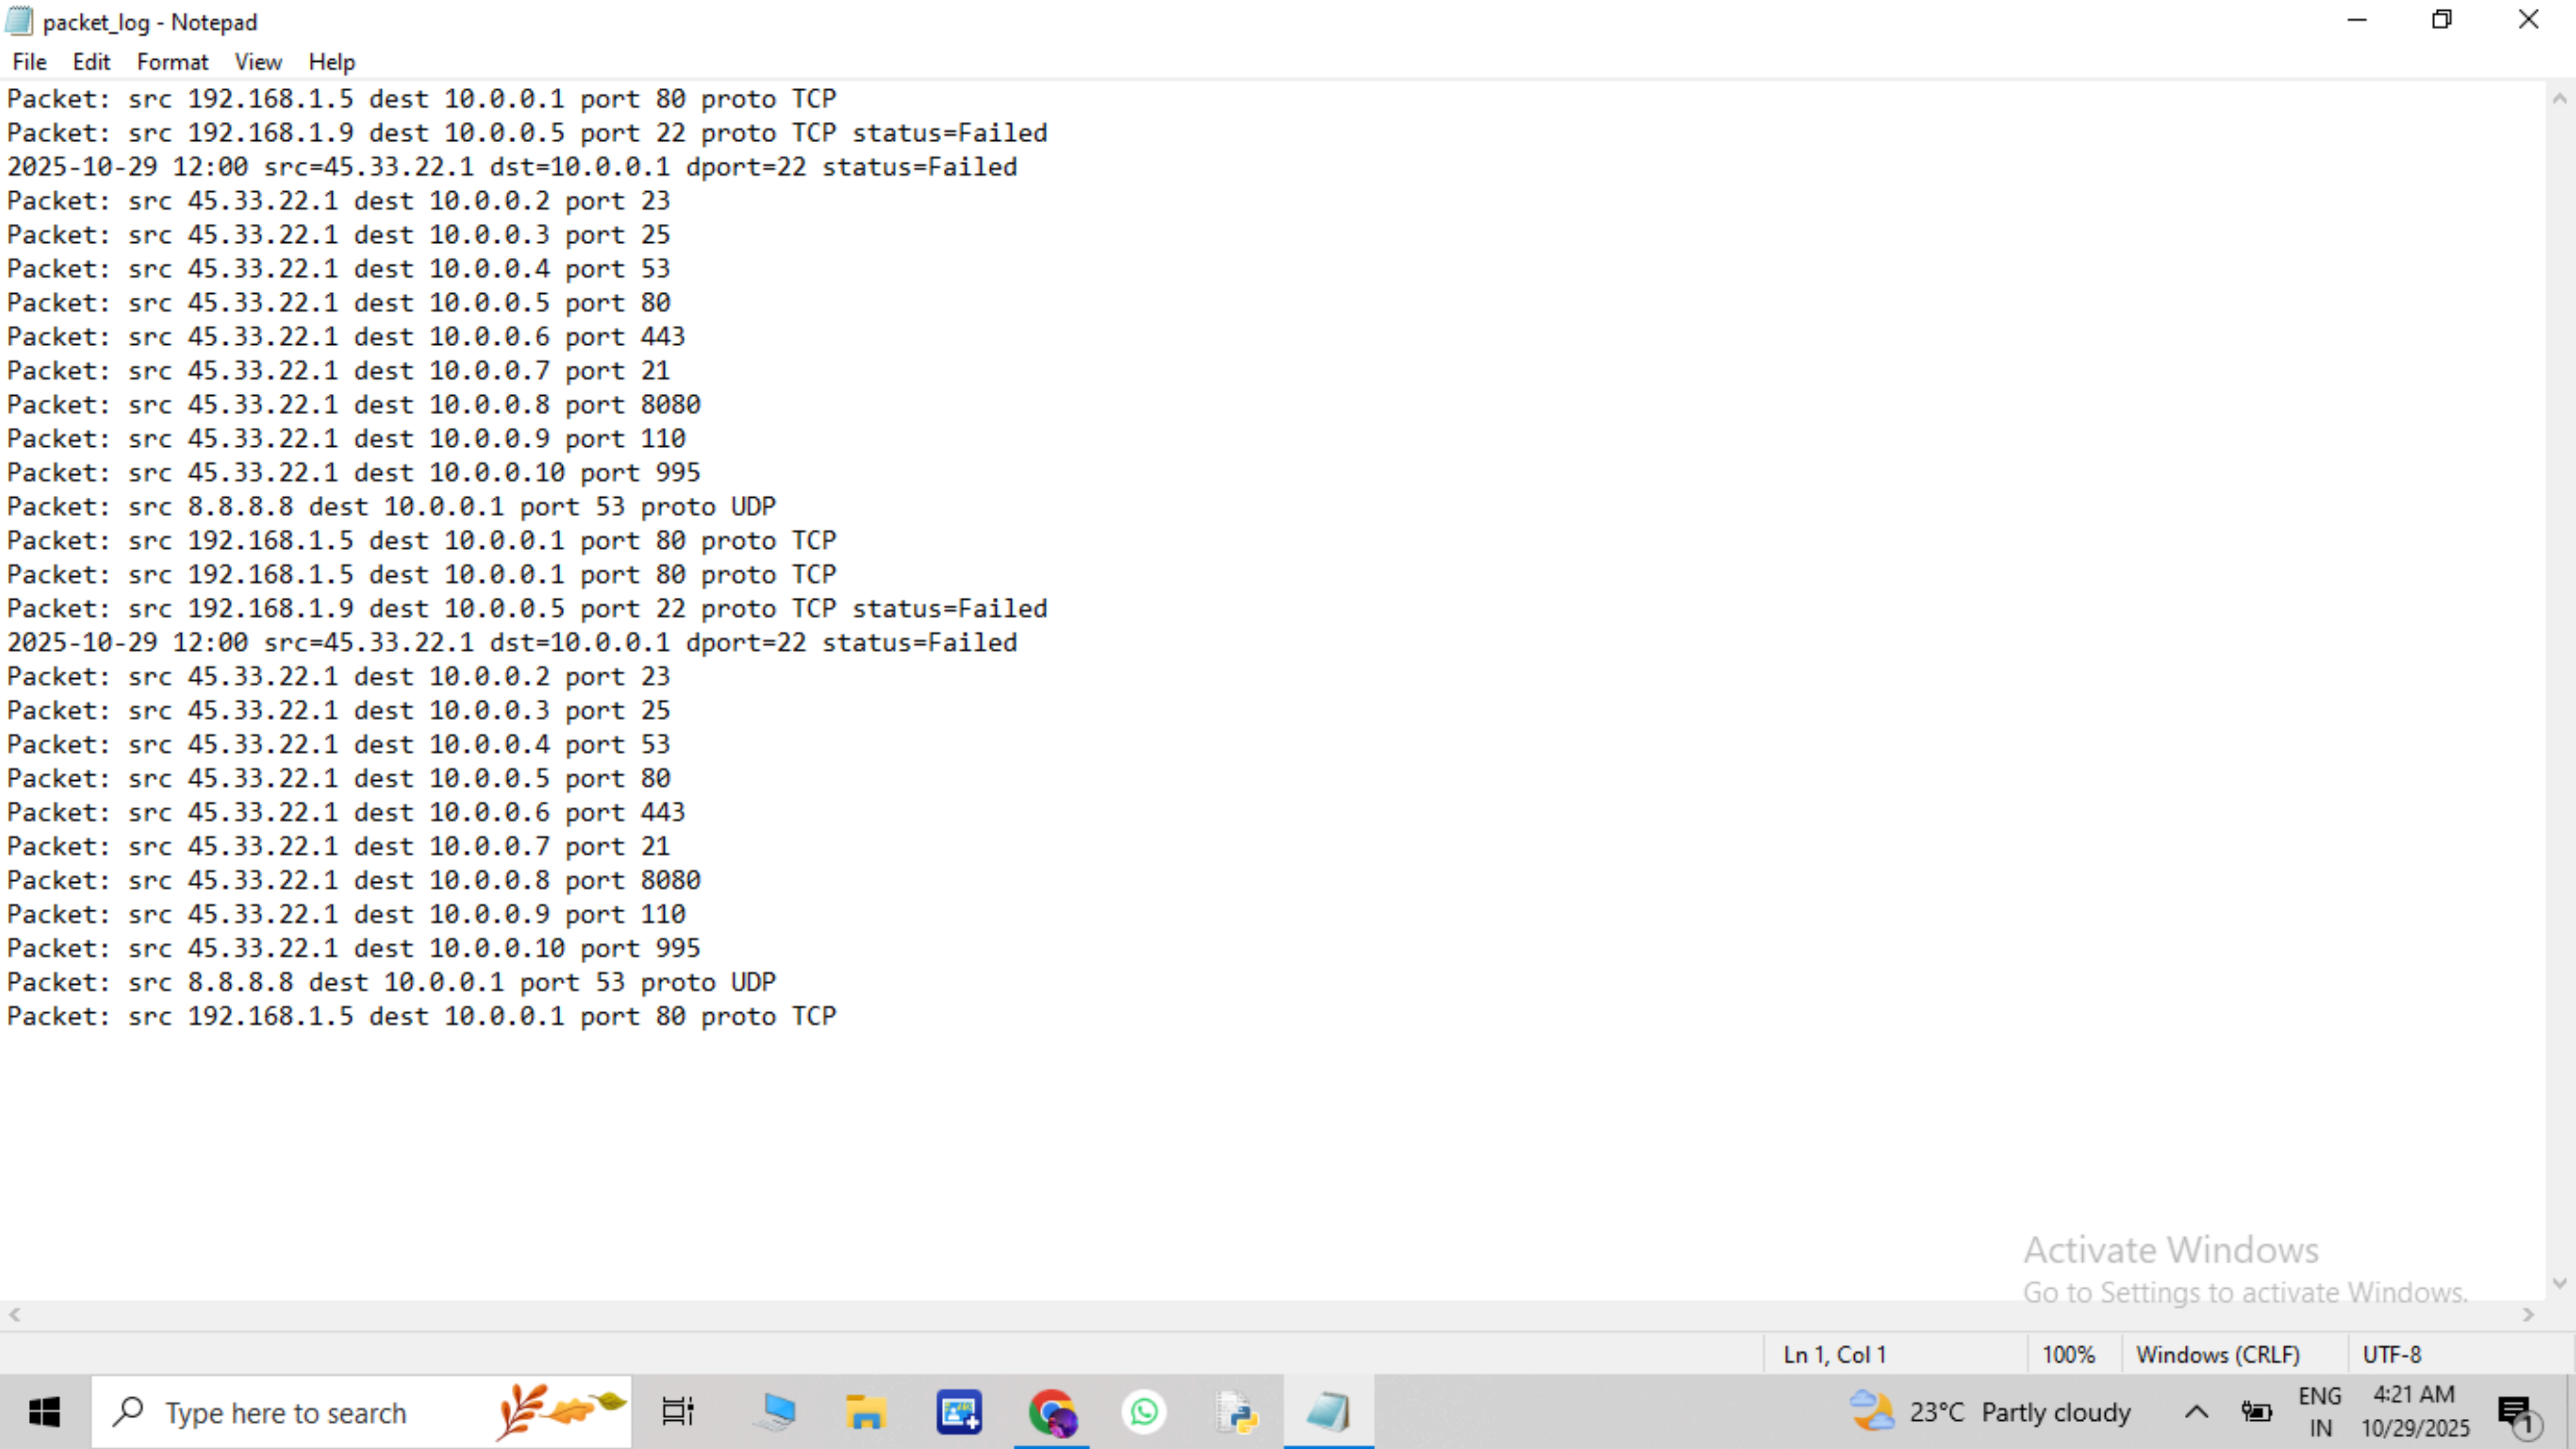 packet_log - Notepad
File Edit Format View Help
Packet: src 192.168.1.5 dest 10.0.0.1 port 80 proto TCP
Packet: src 192.168.1.9 dest 10.0.0.5 port 22 proto TCP status=Failed
2025-10-29 12:00 src=45.33.22.1 dst=10.0.0.1 dport=22 status=Failed
Packet: src 45.33.22.1 dest 10.0.0.2 port 23
Packet: src 45.33.22.1 dest 10.0.0.3 port 25
Packet: src 45.33.22.1 dest 10.0.0.4 port 53
Packet: src 45.33.22.1 dest 10.0.0.5 port 80
Packet: src 45.33.22.1 dest 10.0.0.6 port 443
Packet: src 45.33.22.1 dest 10.0.0.7 port 21
Packet: src 45.33.22.1 dest 10.0.0.8 port 8080
Packet: src 45.33.22.1 dest 10.0.0.9 port 110
Packet: src 45.33.22.1 dest 10.0.0.10 port 995
Packet: src 8.8.8.8 dest 10.0.0.1 port 53 proto UDP
Packet: src 192.168.1.5 dest 10.0.0.1 port 80 proto TCP
Packet: src 192.168.1.5 dest 10.0.0.1 port 80 proto TCP
Packet: src 192.168.1.9 dest 10.0.0.5 port 22 proto TCP status=Failed
2025-10-29 12:00 src=45.33.22.1 dst=10.0.0.1 dport=22 status=Failed
Packet: src 45.33.22.1 dest 10.0.0.2 port 23
Packet: src 45.33.22.1 dest 10.0.0.3 port 25
Packet: src 45.33.22.1 dest 10.0.0.4 port 53
Packet: src 45.33.22.1 dest 10.0.0.5 port 80
Packet: src 45.33.22.1 dest 10.0.0.6 port 443
Packet: src 45.33.22.1 dest 10.0.0.7 port 21
Packet: src 45.33.22.1 dest 10.0.0.8 port 8080
Packet: src 45.33.22.1 dest 10.0.0.9 port 110
Packet: src 45.33.22.1 dest 10.0.0.10 port 995
Packet: src 8.8.8.8 dest 10.0.0.1 port 53 proto UDP
Packet: src 192.168.1.5 dest 10.0.0.1 port 80 proto TCP
Activate Windows
Go to Settings to activate Windows.
Ln 1, Col 1 100% Windows (CRLF) UTF-8
Type here to search 23°C Partly cloudy ENG 4:21 AM
IN 10/29/2025 1